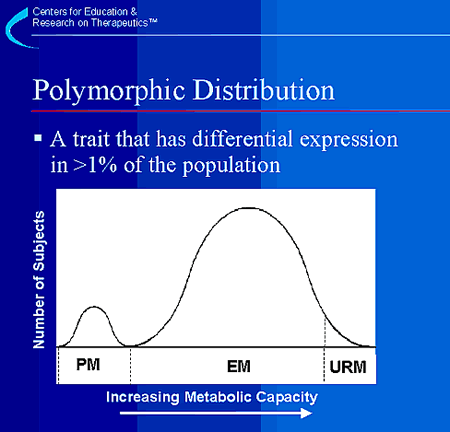 Centers for Education &
Research on Therapeutics™
Polymorphic Distribution
▪ A trait that has differential expression
in >1% of the population
Number of Subjects
PM EM URM
Increasing Metabolic Capacity